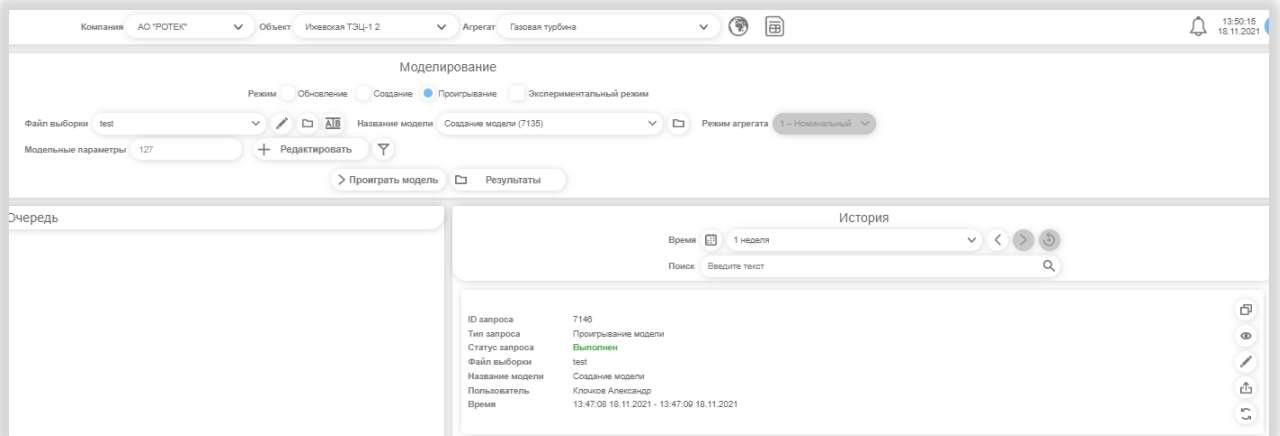 Компания АО "РОТЕК" Объект Ижевская ТЭЦ-1 2 Агрегат Газовая турбина 13:50:15
18.11.2021
Моделирование
Режим Обновление Создание Проигрывание Экспериментальный режим
Файл выборки test Название модели Создание модели (7135) Режим агрегата 1 – Номинальный
Модельные параметры 127 Редактировать
Проиграть модель Результаты
Очередь
История
Время 1 неделя
Поиск Введите текст
ID запроса 7146
Тип запроса Проигрывание модели
Статус запроса Выполнен
Файл выборки test
Название модели Создание модели
Пользователь Клочков Александр
Время 13:47:08 18.11.2021 - 13:47:09 18.11.2021